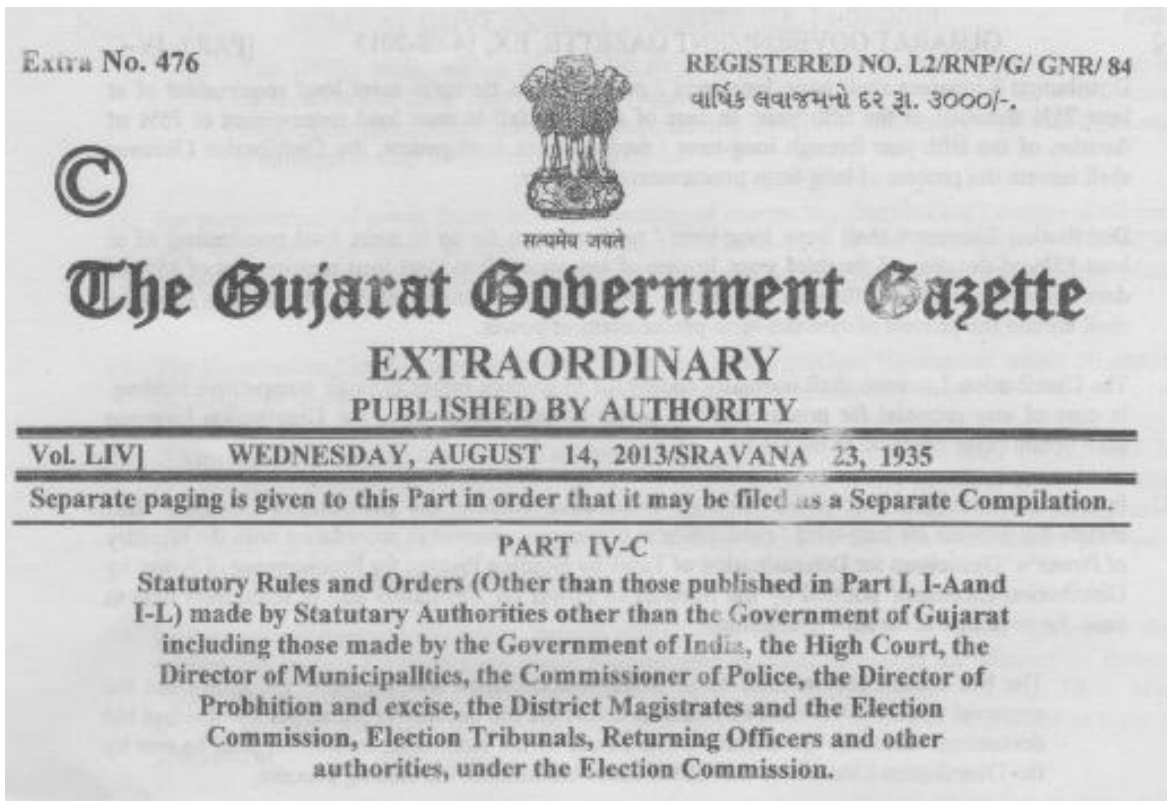 Extra No. 476
REGISTERED NO. L2/RNP/G/ GNR/ 84
વાર્ષિક લવાજમનો દર રૂા. ૩૦૦૦/-.
©
सत्यमेव जयते
The Gujarat Government Gazette
EXTRAORDINARY
PUBLISHED BY AUTHORITY
Vol. LIV] WEDNESDAY, AUGUST 14, 2013/SRAVANA 23, 1935
Separate paging is given to this Part in order that it may be filed as a Separate Compilation.
PART IV-C
Statutory Rules and Orders (Other than those published in Part I, I-Aand
I-L) made by Statutary Authorities other than the Government of Gujarat
including those made by the Government of India, the High Court, the
Director of Municipallties, the Commissioner of Police, the Director of
Probhition and excise, the District Magistrates and the Election
Commission, Election Tribunals, Returning Officers and other
authorities, under the Election Commission.